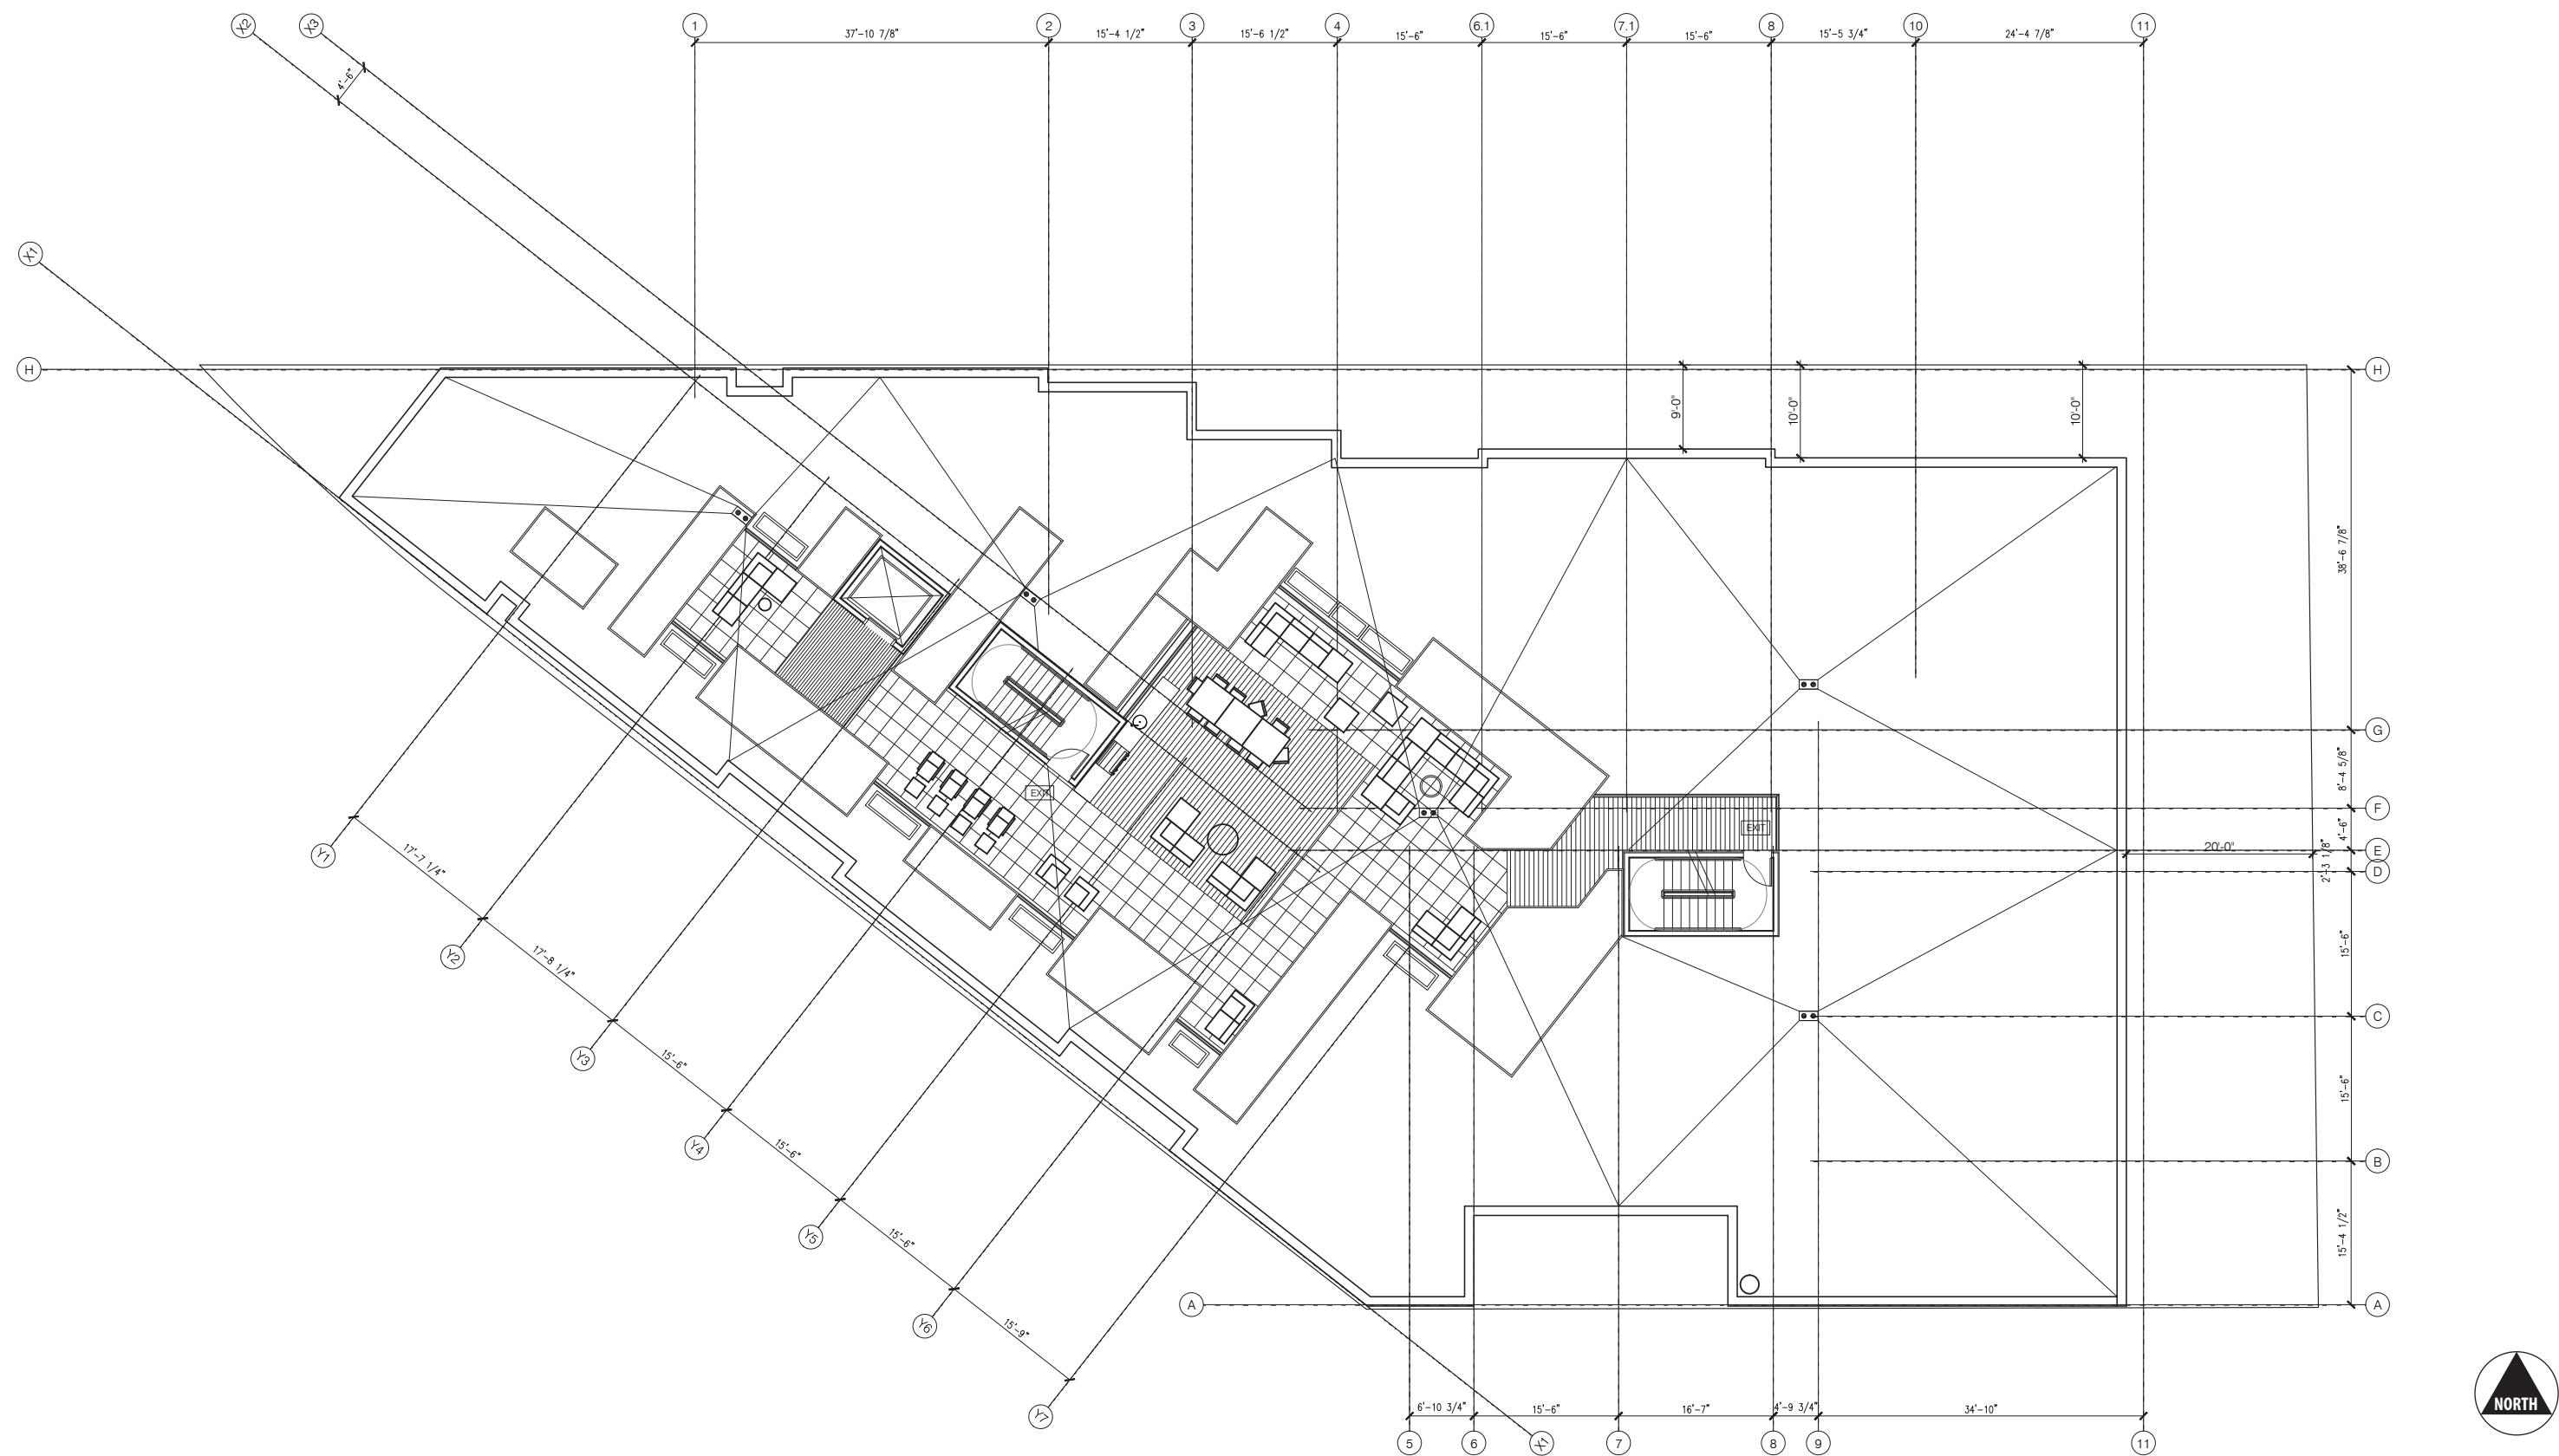 X2
X3
1
2
3
4
6.1
7.1
8
10
11
37'-10 7/8"
15'-4 1/2"
15'-6 1/2"
15'-6"
15'-6"
15'-6"
15'-5 3/4"
24'-4 7/8"
4'-6"
X1
H
H
9'-0"
10'-0"
10'-0"
38'-6 7/8"
G
8'-4 5/8"
EXIT
F
EXIT
4'-6"
20'-0"
E
2'-3 1/8"
D
Y1
17'-7 1/4"
Y2
17'-8 1/4"
15'-6"
C
Y3
15'-6"
15'-6"
Y4
15'-6"
B
Y5
15'-6"
15'-4 1/2"
Y6
15'-9"
A
A
Y7
6'-10 3/4"
15'-6"
16'-7"
4'-9 3/4"
34'-10"
5
6
X1
7
8
9
11
NORTH